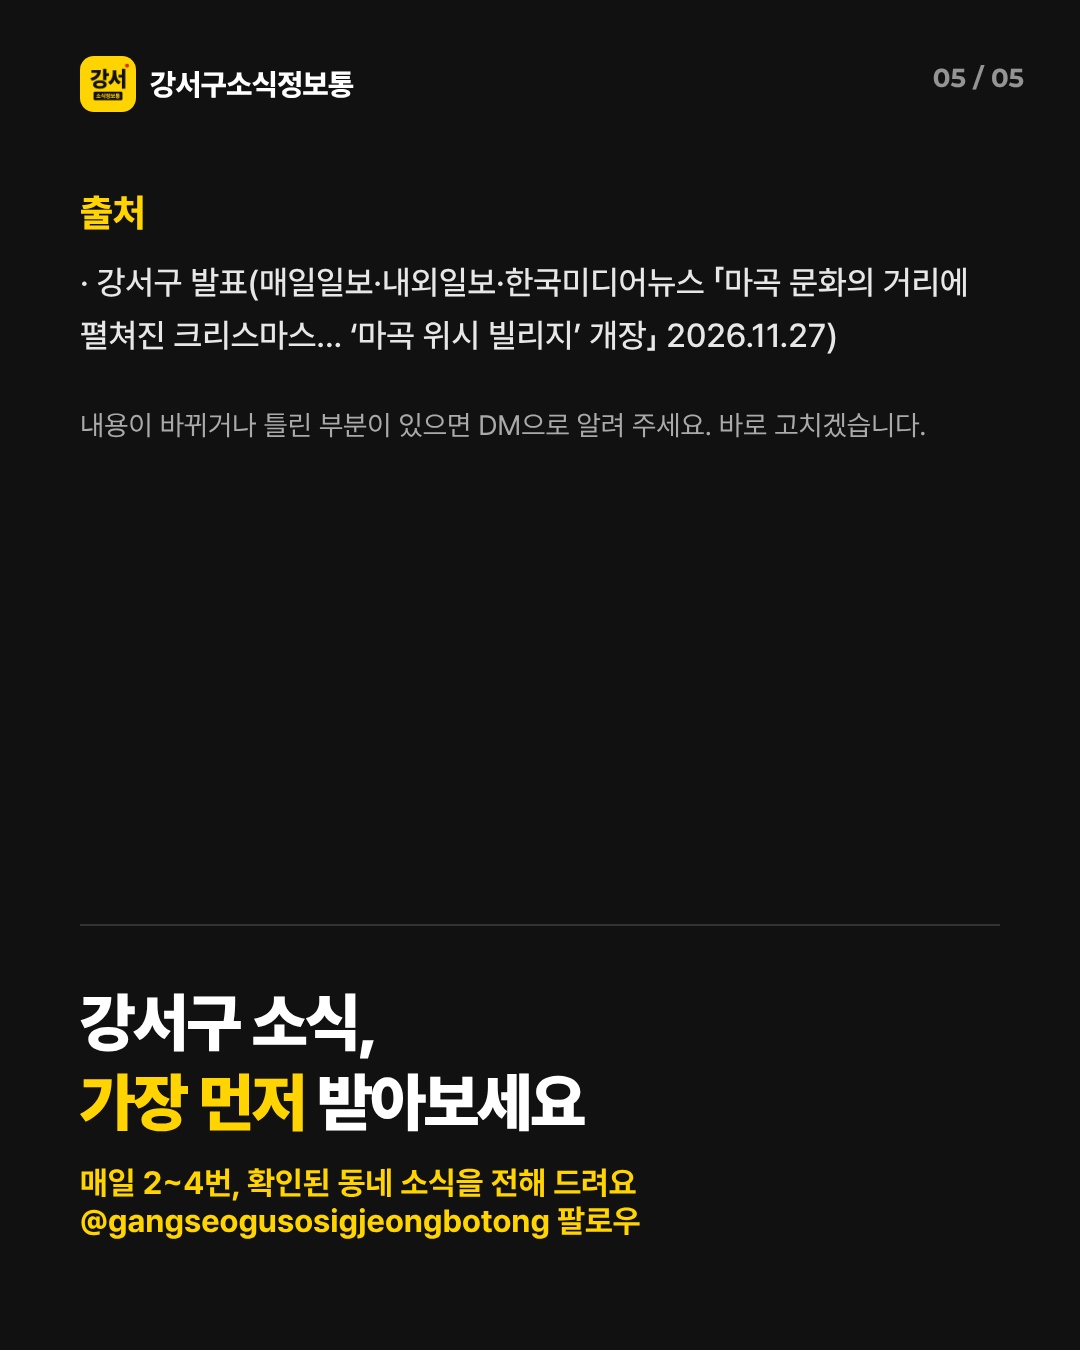 강서
소식정보통
강서구소식정보통
05 / 05
출처
· 강서구 발표(매일일보·내외일보·한국미디어뉴스 「마곡 문화의 거리에
펼쳐진 크리스마스… ‘마곡 위시 빌리지’ 개장」 2026.11.27)
내용이 바뀌거나 틀린 부분이 있으면 DM으로 알려 주세요. 바로 고치겠습니다.
강서구 소식,
가장 먼저 받아보세요
매일 2~4번, 확인된 동네 소식을 전해 드려요
@gangseogusosigjeongbotong 팔로우